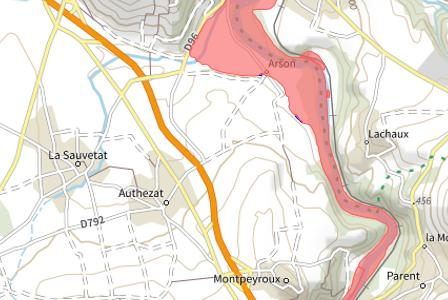 D96
Arson
Lachaux
La Sauvetat
Authezat
.456
D792
la Mo
Parent
Montpeyroux